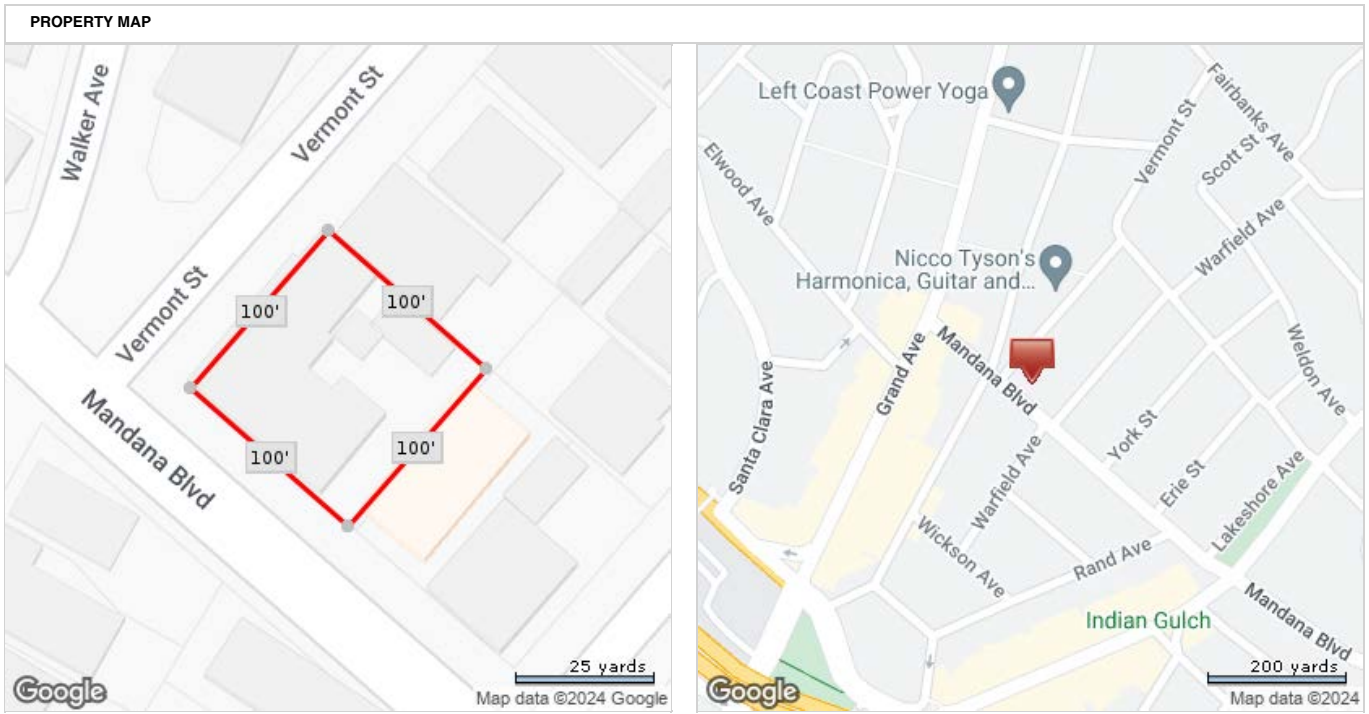 PROPERTY MAP
Walker Ave
Vermont St
Vermont St
100'
100'
100'
100'
Mandana Blvd
25 yards
Google
Map data ©2024 Google
Left Coast Power Yoga
Fairbanks Ave
Vermont St
Scott St
Elwood Ave
Warfield Ave
Nicco Tyson's
Harmonica, Guitar and...
Mandana Blvd
Grand Ave
Santa Clara Ave
Weldon Ave
York St
Warfield Ave
Erie St
Lakeshore Ave
Wickson Ave
Rand Ave
Indian Gulch
Mandana Blvd
200 yards
Google
Map data ©2024